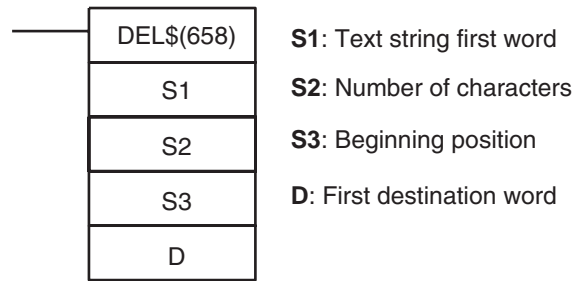 DEL$(658)
S1
S2
S3
D
S1: Text string first word
S2: Number of characters
S3: Beginning position
D: First destination word